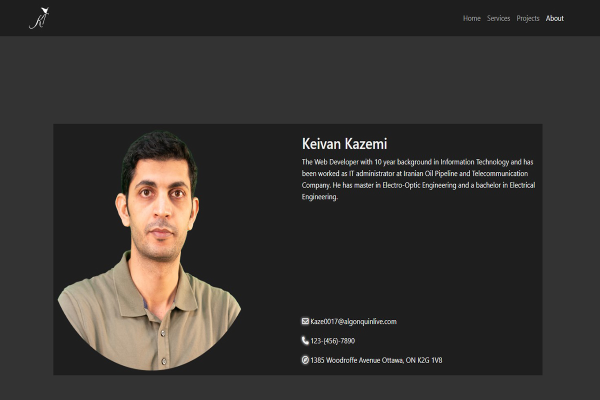 Home Services Projects About
Keivan Kazemi
The Web Developer with 10 year background in Information Technology and has
been worked as IT administrator at Iranian Oil Pipeline and Telecommunication
Company. He has master in Electro-Optic Engineering and a bachelor in Electrical
Engineering.
Kaze0017@algonquinlive.com
123-(456)-7890
1385 Woodroffe Avenue Ottawa, ON K2G 1V8